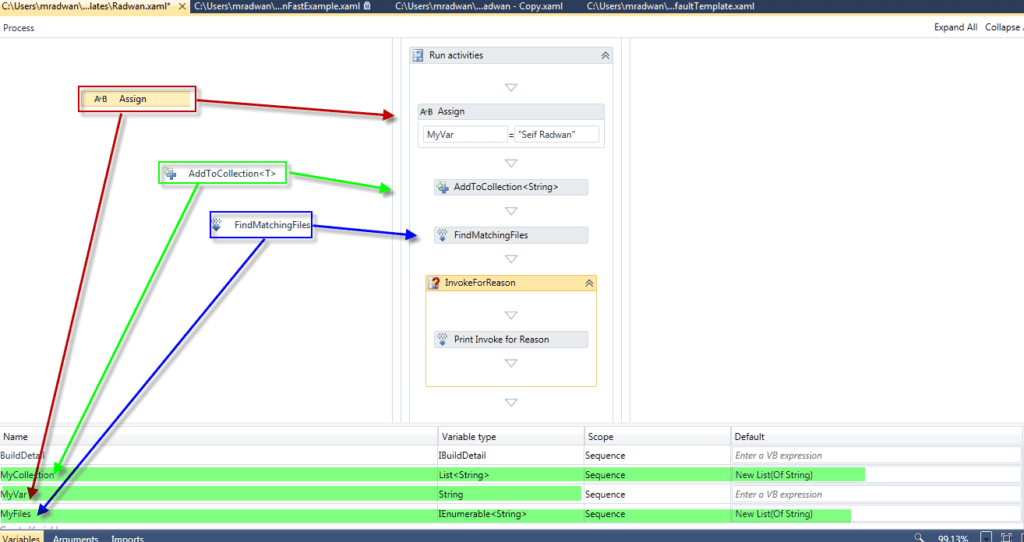 C:\Users\mradwan\...lates\Radwan.xaml* × C:\Users\mradwan\...nFastExample.xaml C:\Users\mradwan\...adwan - Copy.xaml C:\Users\mradwan\...faultTemplate.xaml
Process Expand All Collapse
Run activities
A+B Assign
A+B Assign
MyVar = "Seif Radwan"
AddToCollection<T>
AddToCollection<String>
FindMatchingFiles
FindMatchingFiles
InvokeForReason
Print Invoke for Reason
Name Variable type Scope Default
BuildDetail IBuildDetail Sequence Enter a VB expression
MyCollection List<String> Sequence New List(Of String)
MyVar String Sequence Enter a VB expression
MyFiles IEnumerable<String> Sequence New List(Of String)
Variables Arguments Imports 99.13%